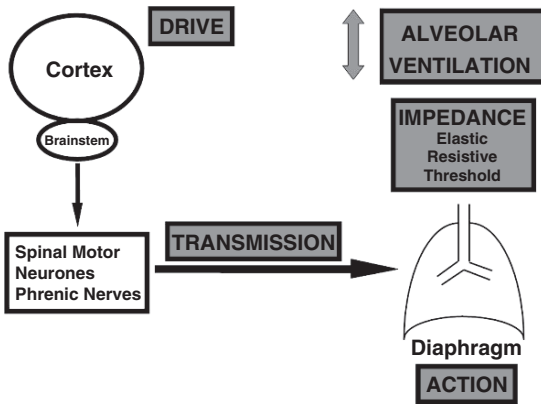 DRIVE
Cortex
Brainstem
ALVEOLAR
VENTILATION
IMPEDANCE
Elastic
Resistive
Threshold
Spinal Motor
Neurones
Phrenic Nerves
TRANSMISSION
Diaphragm
ACTION